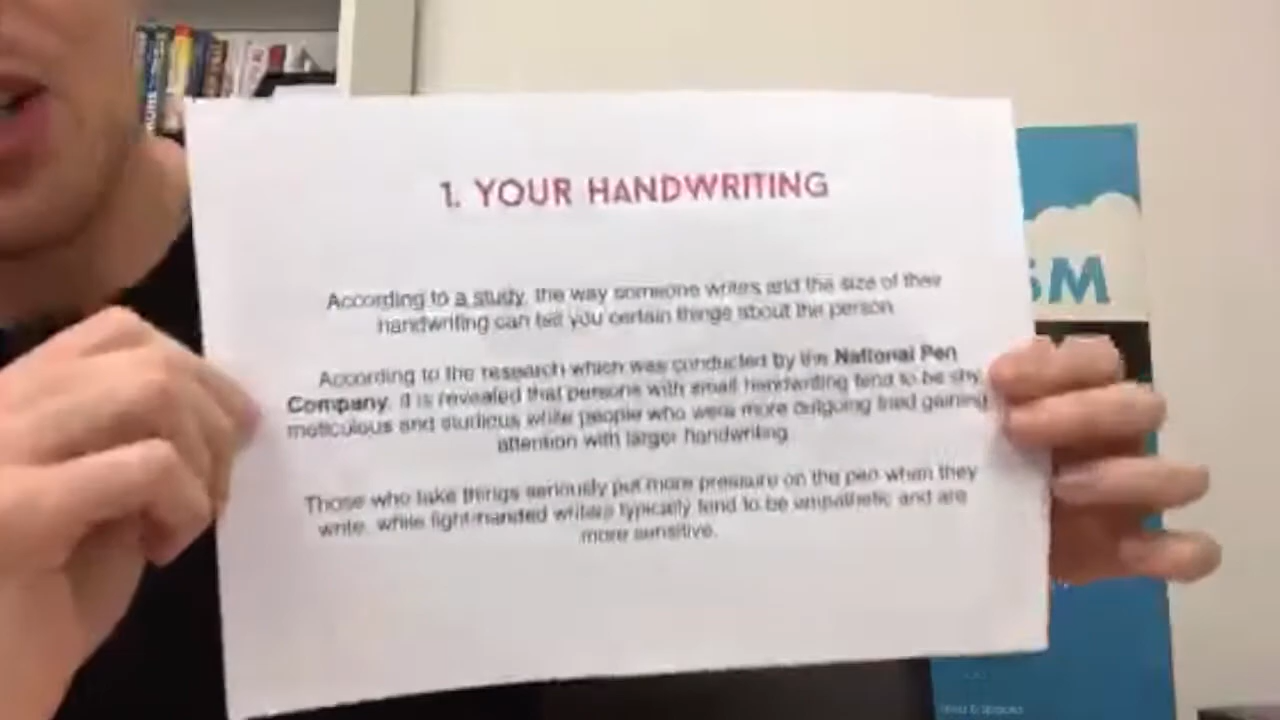 1. YOUR HANDWRITING
According to a study, the way someone writes and the size of their
handwriting can tell you certain things about the person
According to the research which was conducted by the National Pen
Company, it is revealed that persons with small handwriting tend to be shy,
meticulous and studious while people who were more outgoing tried gaining
attention with larger handwriting.
Those who take things seriously put more pressure on the pen when they
write, while light-handed writers typically tend to be empathetic and are
more sensitive.
SM